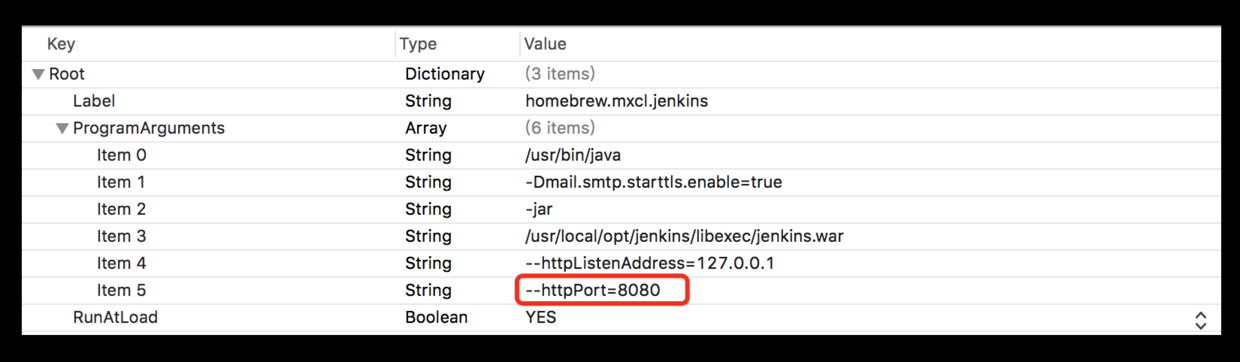 Key Type Value
Root Dictionary (3 items)
Label String homebrew.mxcl.jenkins
ProgramArguments Array (6 items)
Item 0 String /usr/bin/java
Item 1 String -Dmail.smtp.starttls.enable=true
Item 2 String -jar
Item 3 String /usr/local/opt/jenkins/libexec/jenkins.war
Item 4 String --httpListenAddress=127.0.0.1
Item 5 String --httpPort=8080
RunAtLoad Boolean YES